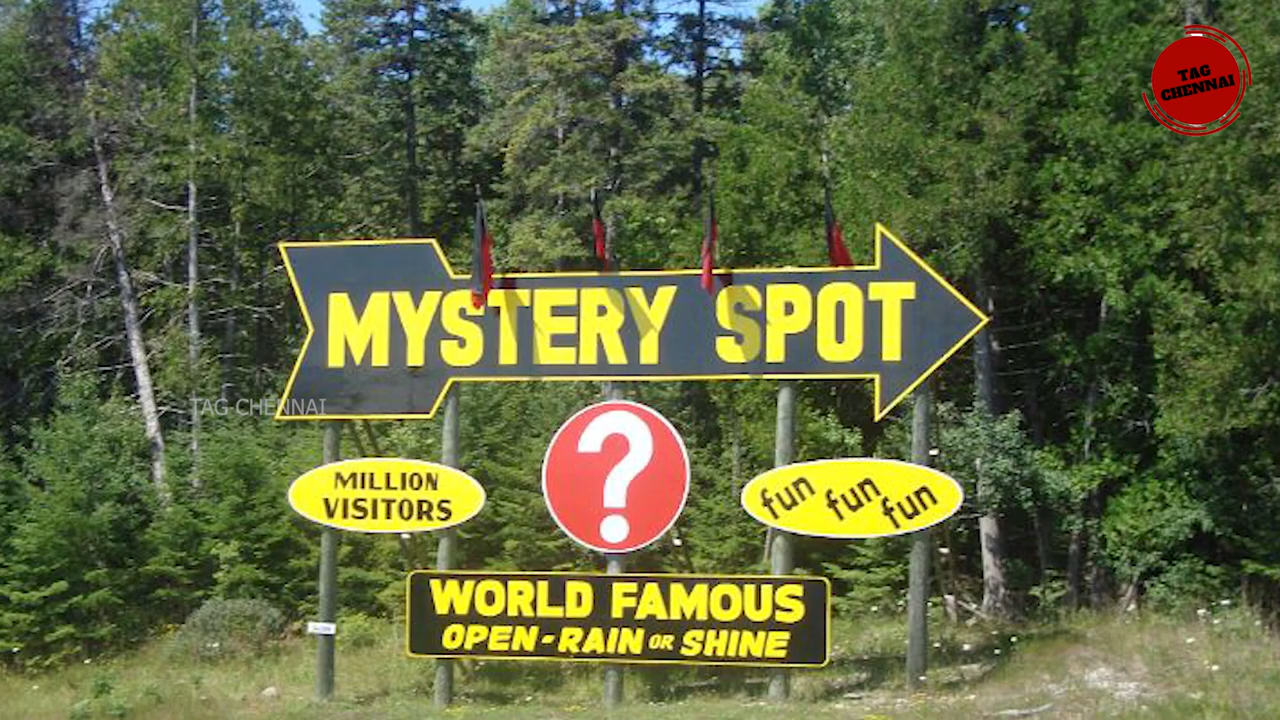 TAG
CHENNAI
MYSTERY SPOT
TAG CHENNAI
MILLION
VISITORS
?
fun fun fun
WORLD FAMOUS
OPEN-RAIN OR SHINE